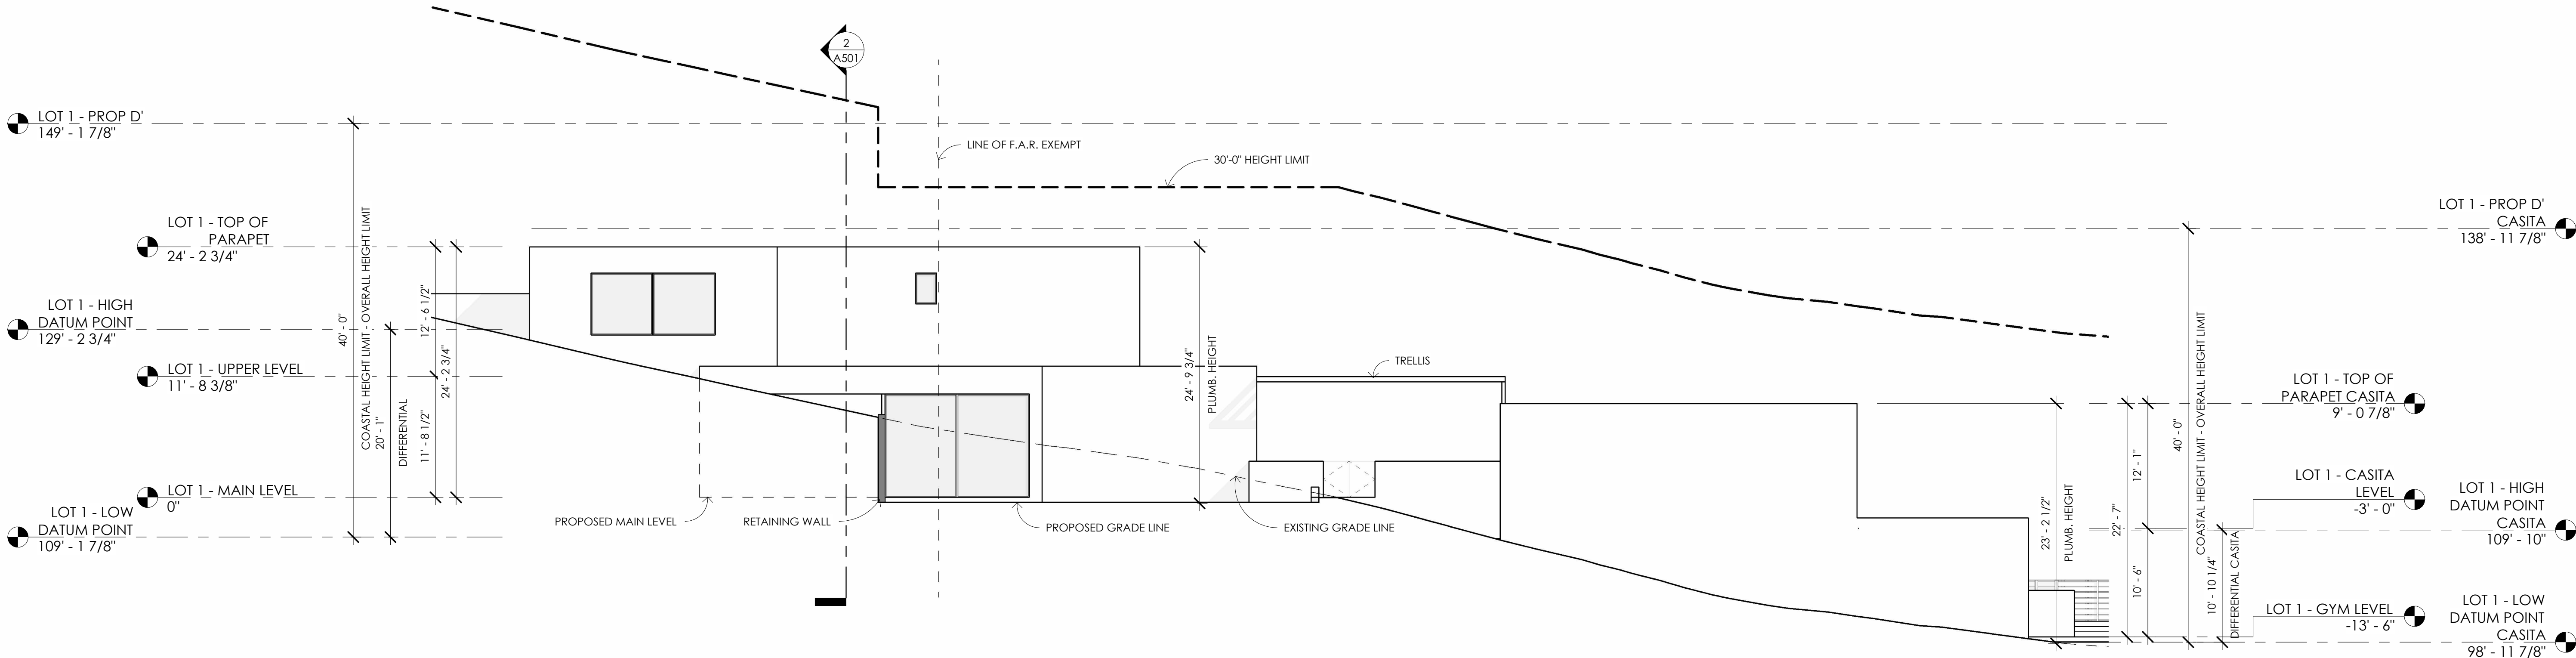 2
A501
LOT 1 - PROP D'
149' - 1 7/8"
LINE OF F.A.R. EXEMPT
30'-0" HEIGHT LIMIT
LOT 1 - PROP D'
CASITA
138' - 11 7/8"
LOT 1 - TOP OF
PARAPET
24' - 2 3/4"
LOT 1 - HIGH
DATUM POINT
129' - 2 3/4"
LOT 1 - UPPER LEVEL
11' - 8 3/8"
LOT 1 - MAIN LEVEL
0"
LOT 1 - LOW
DATUM POINT
109' - 1 7/8"
40' - 0"
COASTAL HEIGHT LIMIT - OVERALL HEIGHT LIMIT
20' - 1"
DIFFERENTIAL
12' - 6 1/2"
11' - 8 1/2"
24' - 2 3/4"
24' - 9 3/4"
PLUMB. HEIGHT
TRELLIS
PROPOSED MAIN LEVEL
RETAINING WALL
PROPOSED GRADE LINE
EXISTING GRADE LINE
23' - 2 1/2"
PLUMB. HEIGHT
22' - 7"
12' - 1"
10' - 6"
40' - 0"
COASTAL HEIGHT LIMIT - OVERALL HEIGHT LIMIT
10' - 10 1/4"
DIFFERENTIAL CASITA
LOT 1 - TOP OF
PARAPET CASITA
9' - 0 7/8"
LOT 1 - CASITA
LEVEL
-3' - 0"
LOT 1 - HIGH
DATUM POINT
CASITA
109' - 10"
LOT 1 - GYM LEVEL
-13' - 6"
LOT 1 - LOW
DATUM POINT
CASITA
98' - 11 7/8"